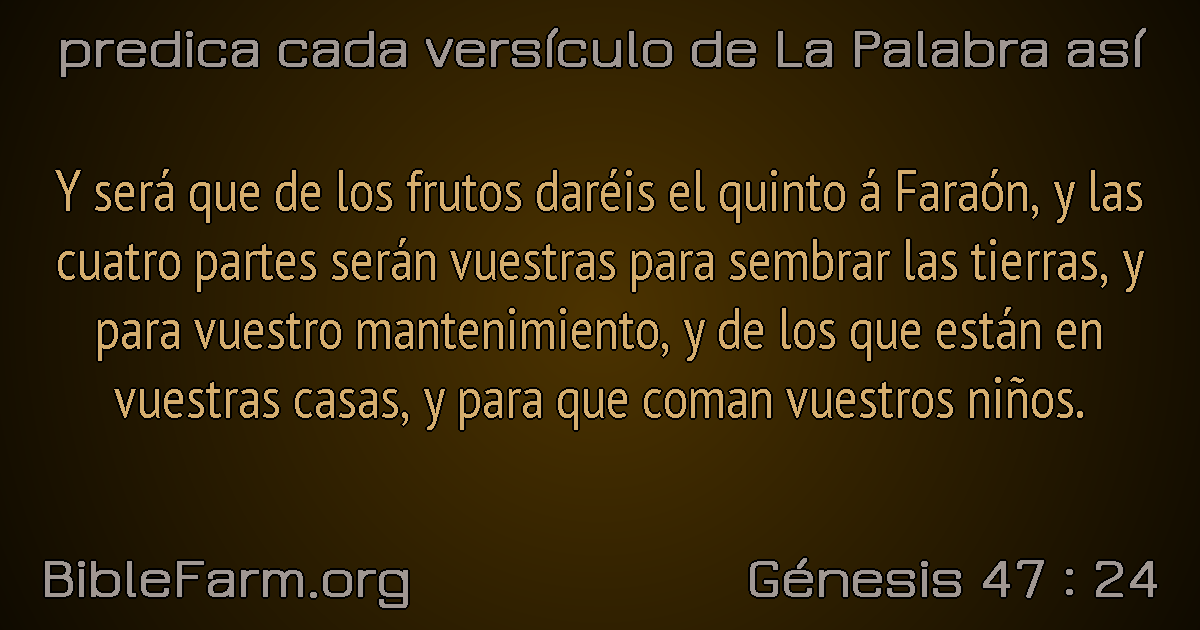 predica cada versículo de La Palabra así
Y será que de los frutos daréis el quinto á Faraón, y las
cuatro partes serán vuestras para sembrar las tierras, y
para vuestro mantenimiento, y de los que están en
vuestras casas, y para que coman vuestros niños.
BibleFarm.org
Génesis 47 : 24